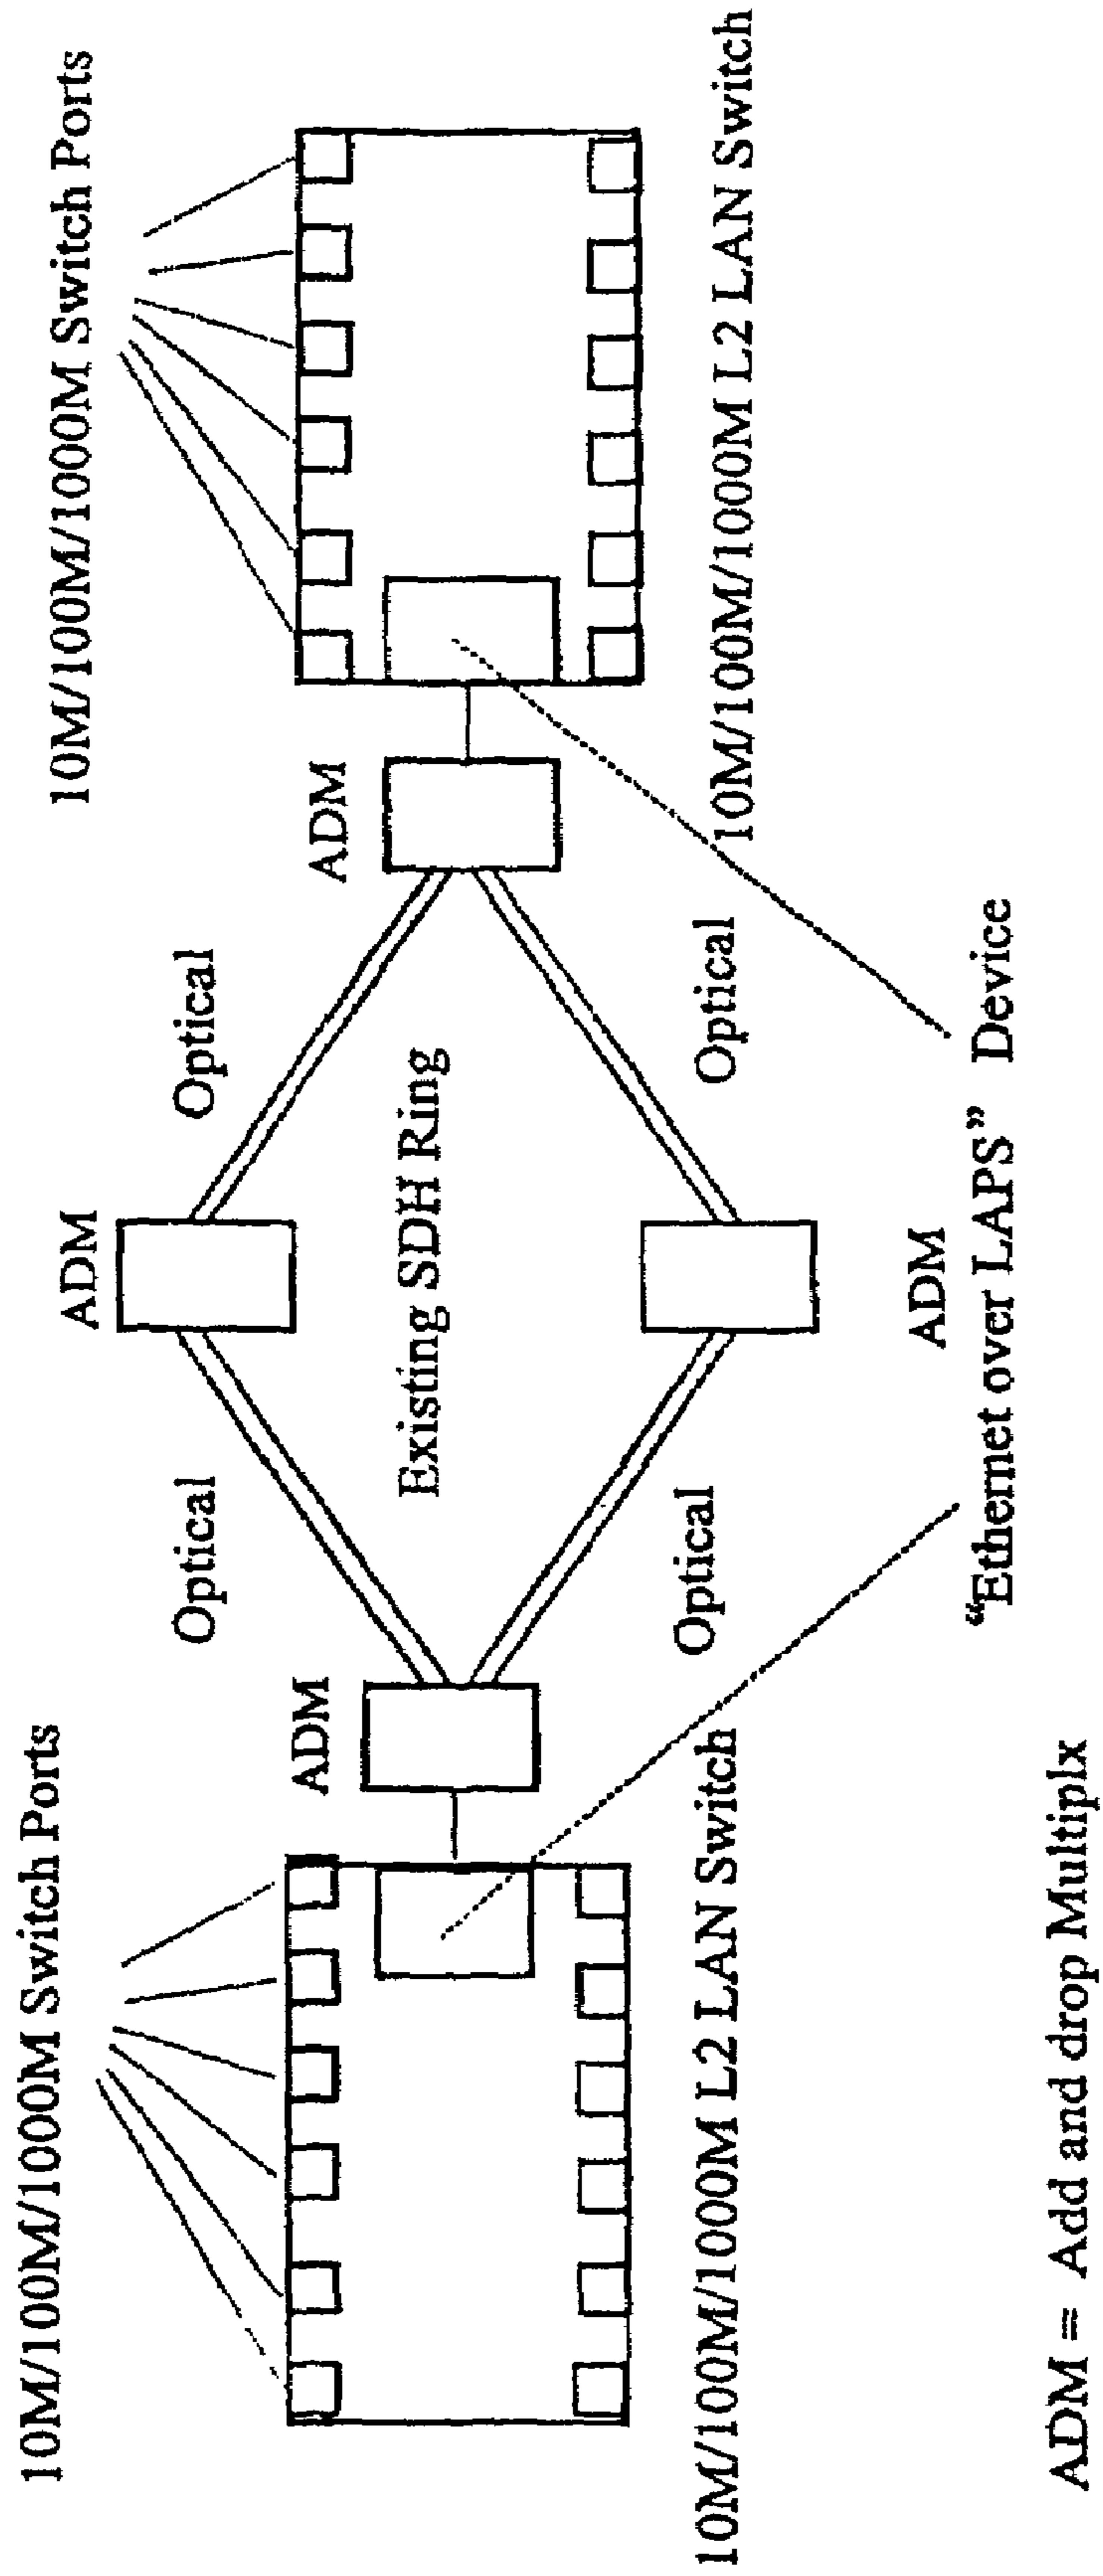 10M/100M/1000M Switch Ports
10M/100M/1000M Switch Ports
ADM
Optical
Optical
ADM
ADM
Existing SDH Ring
Optical
Optical
10M/100M/1000M L2 LAN Switch
10M/100M/1000M L2 LAN Switch
ADM
“Ethernet over LAPS” Device
ADM = Add and drop Multiplx